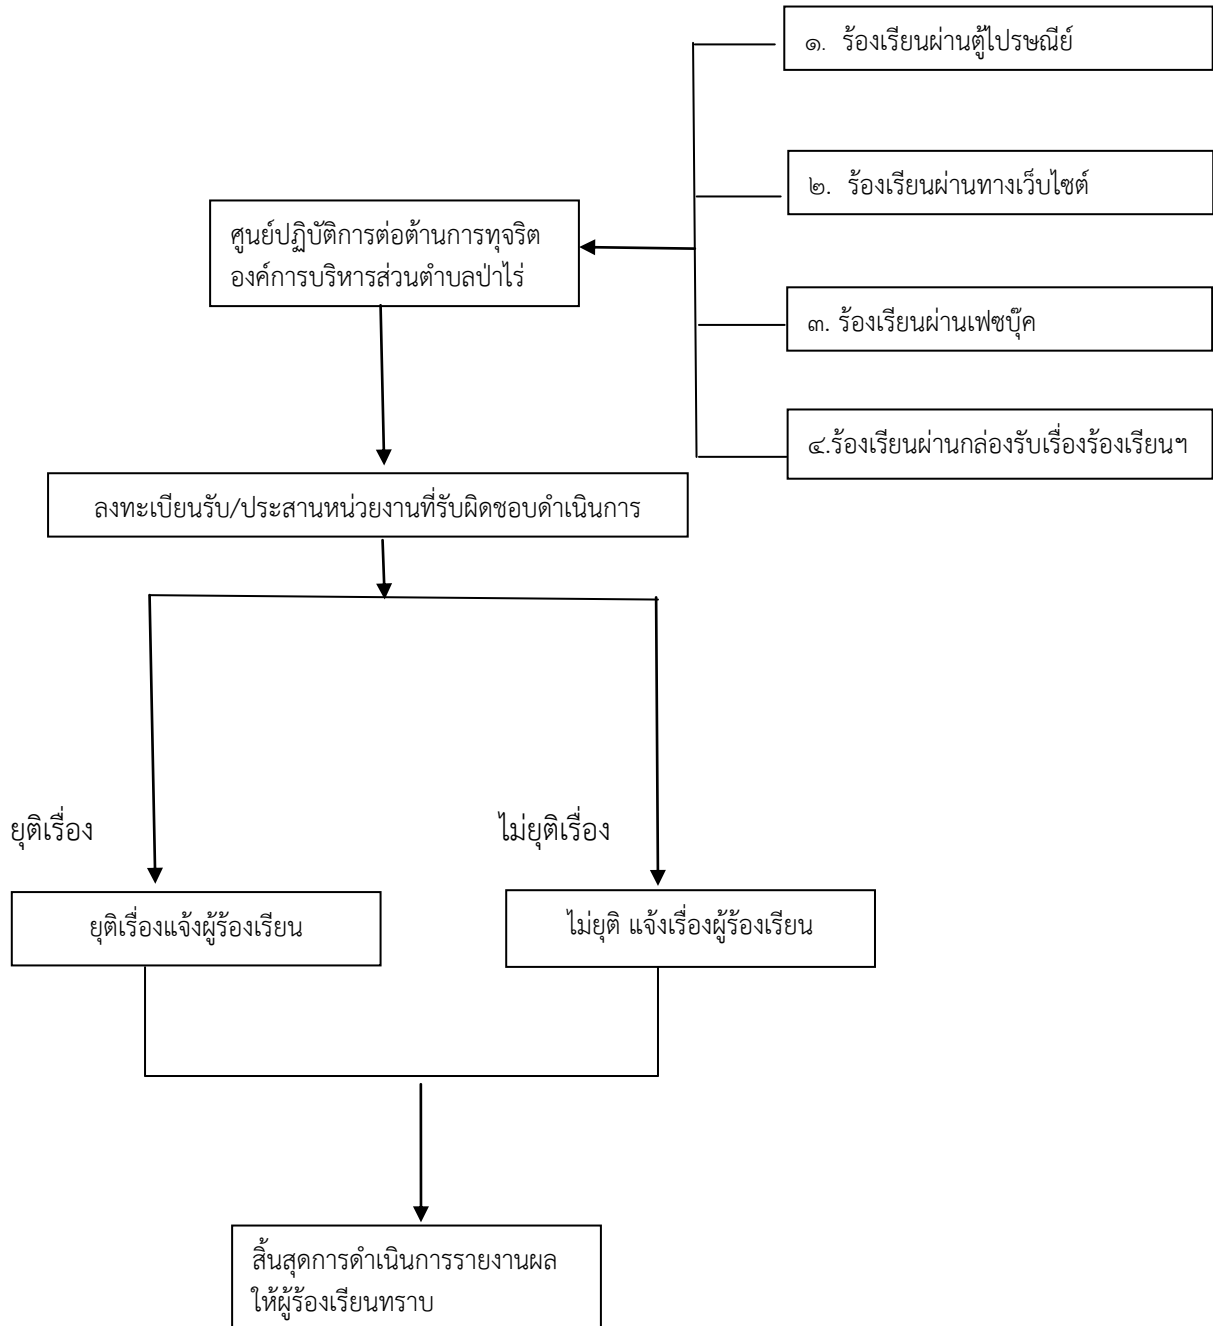 ๑. ร้องเรียนผ่านตู้ไปรษณีย์
๒. ร้องเรียนผ่านทางเว็บไซต์
ศูนย์ปฏิบัติการต่อต้านการทุจริต
องค์การบริหารส่วนตำบลป่าไร่
๓. ร้องเรียนผ่านเฟซบุ๊ค
๔.ร้องเรียนผ่านกล่องรับเรื่องร้องเรียนฯ
ลงทะเบียนรับ/ประสานหน่วยงานที่รับผิดชอบดำเนินการ
ยุติเรื่อง
ไม่ยุติเรื่อง
ยุติเรื่องแจ้งผู้ร้องเรียน
ไม่ยุติ แจ้งเรื่องผู้ร้องเรียน
สิ้นสุดการดำเนินการรายงานผล
ให้ผู้ร้องเรียนทราบ